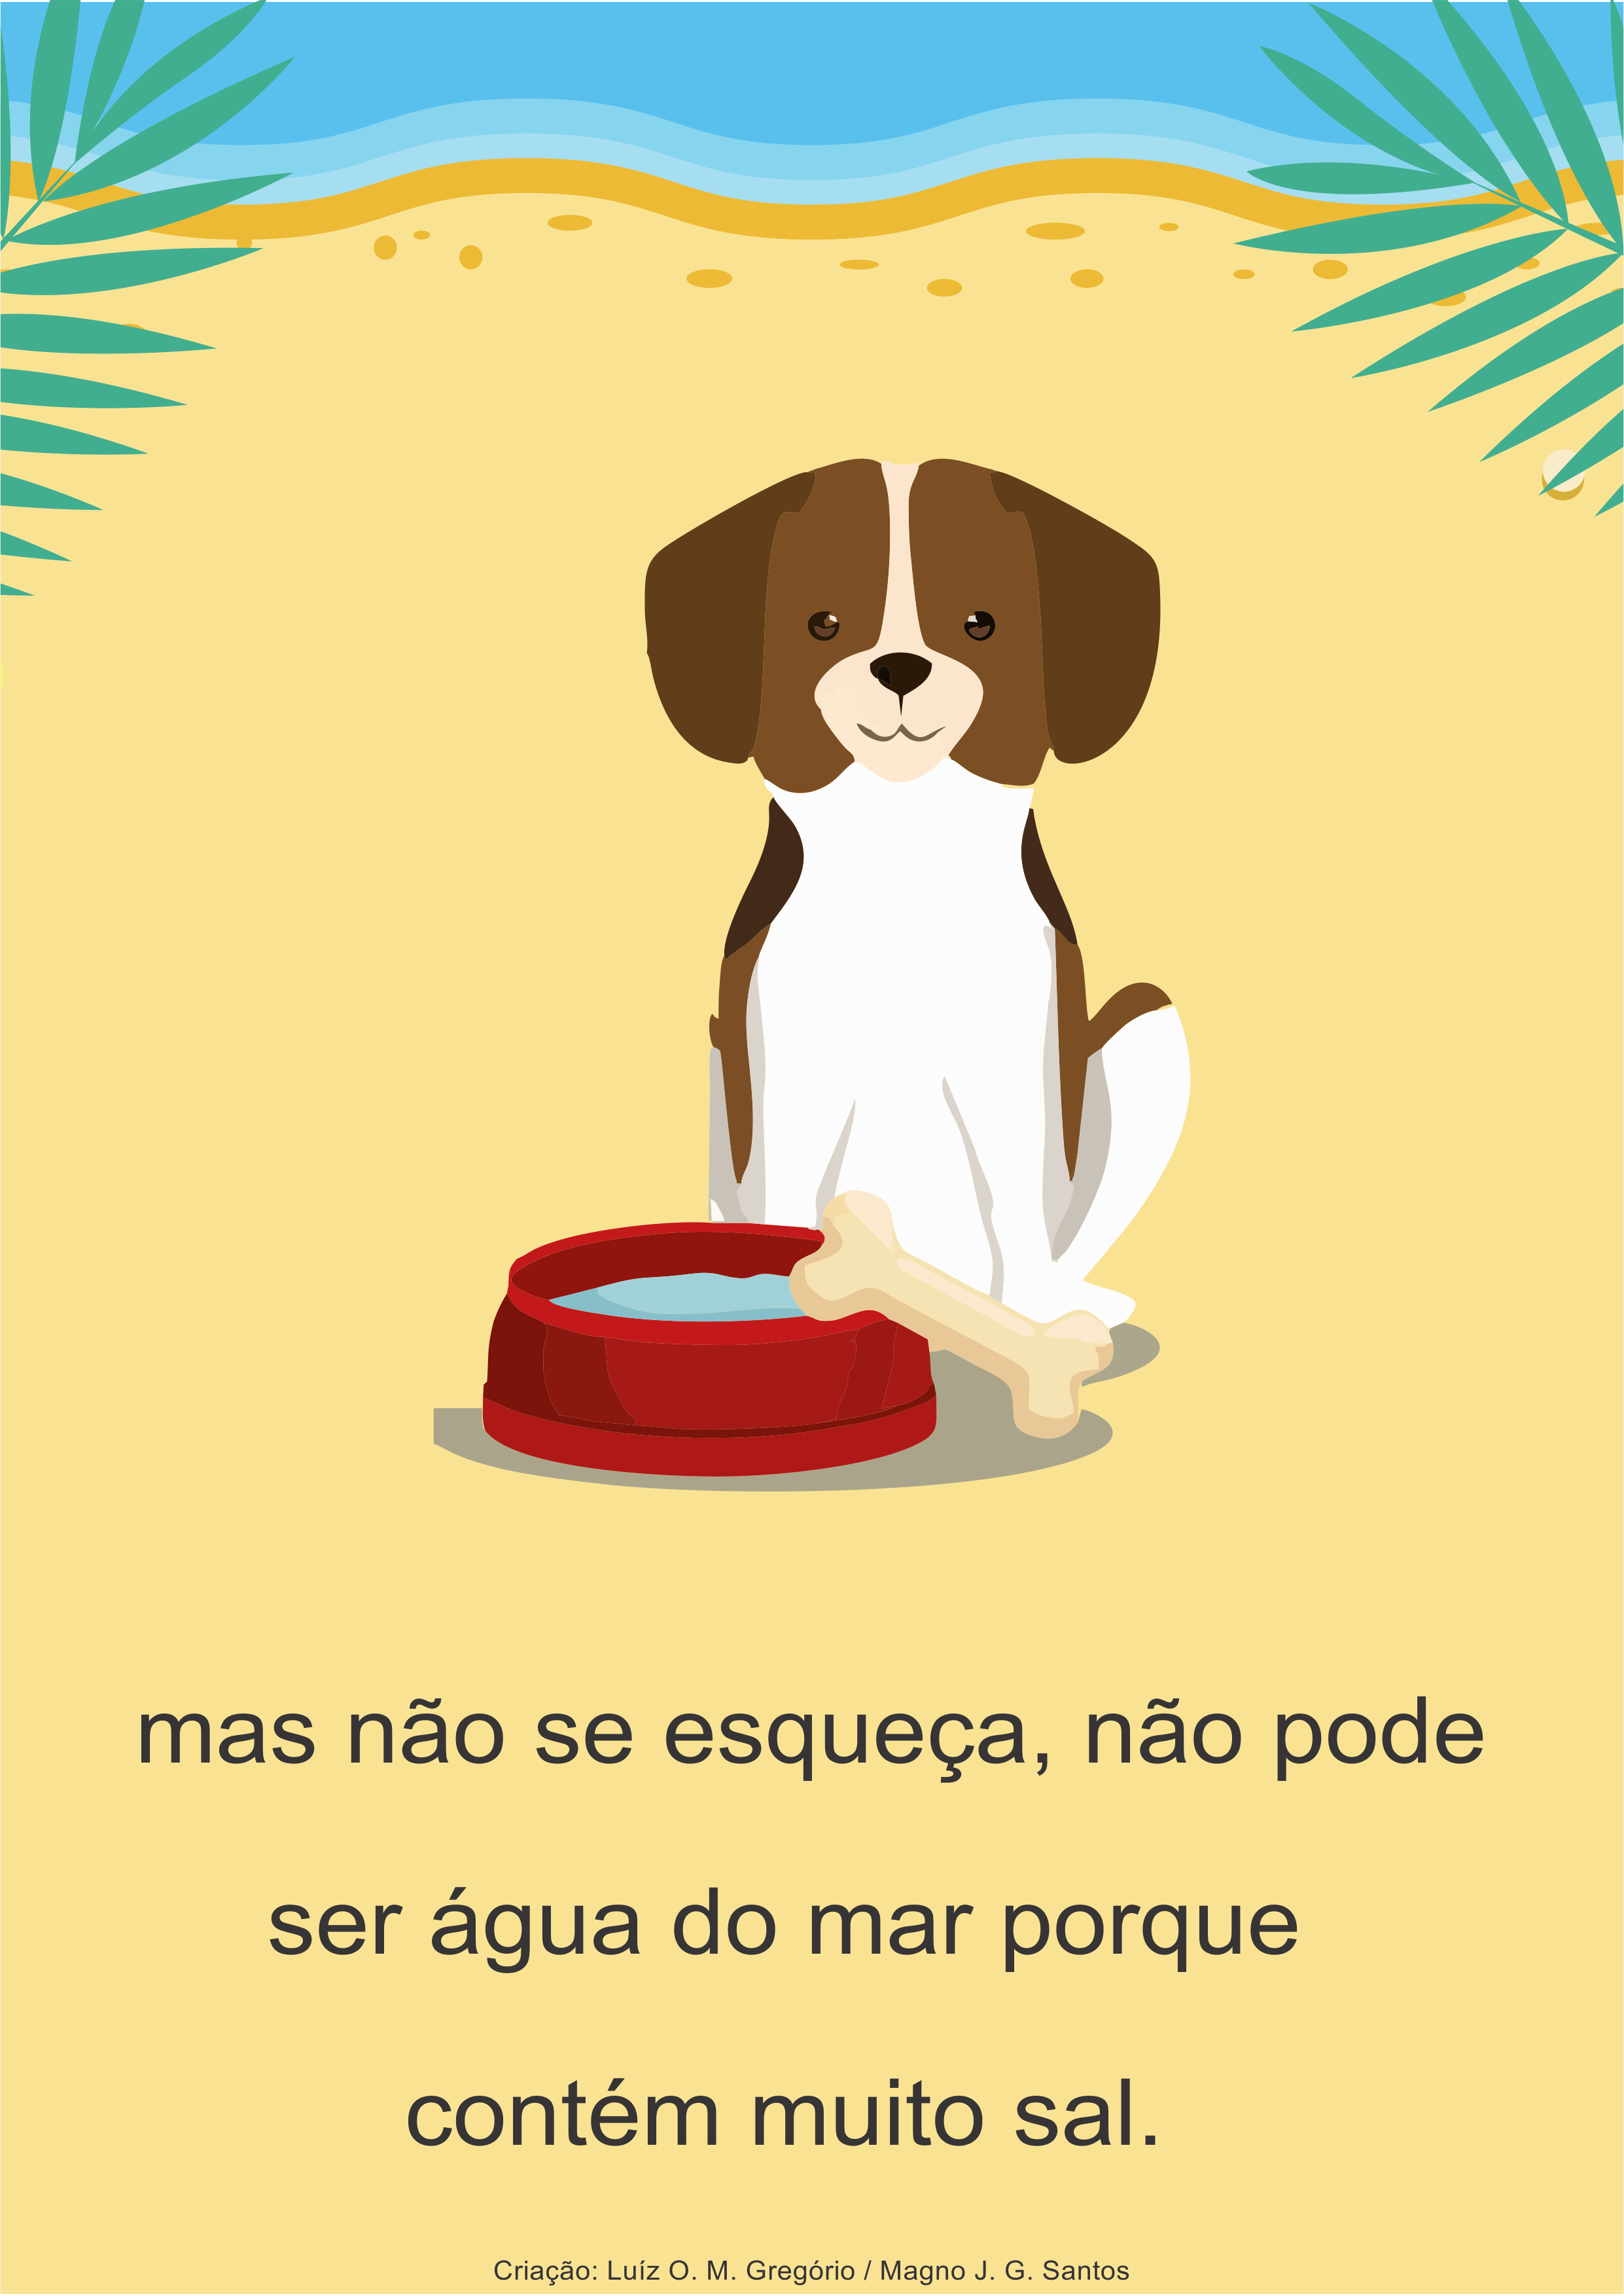 mas não se esqueça, não pode
ser água do mar porque
contém muito sal.
Criação: Luíz O. M. Gregório / Magno J. G. Santos